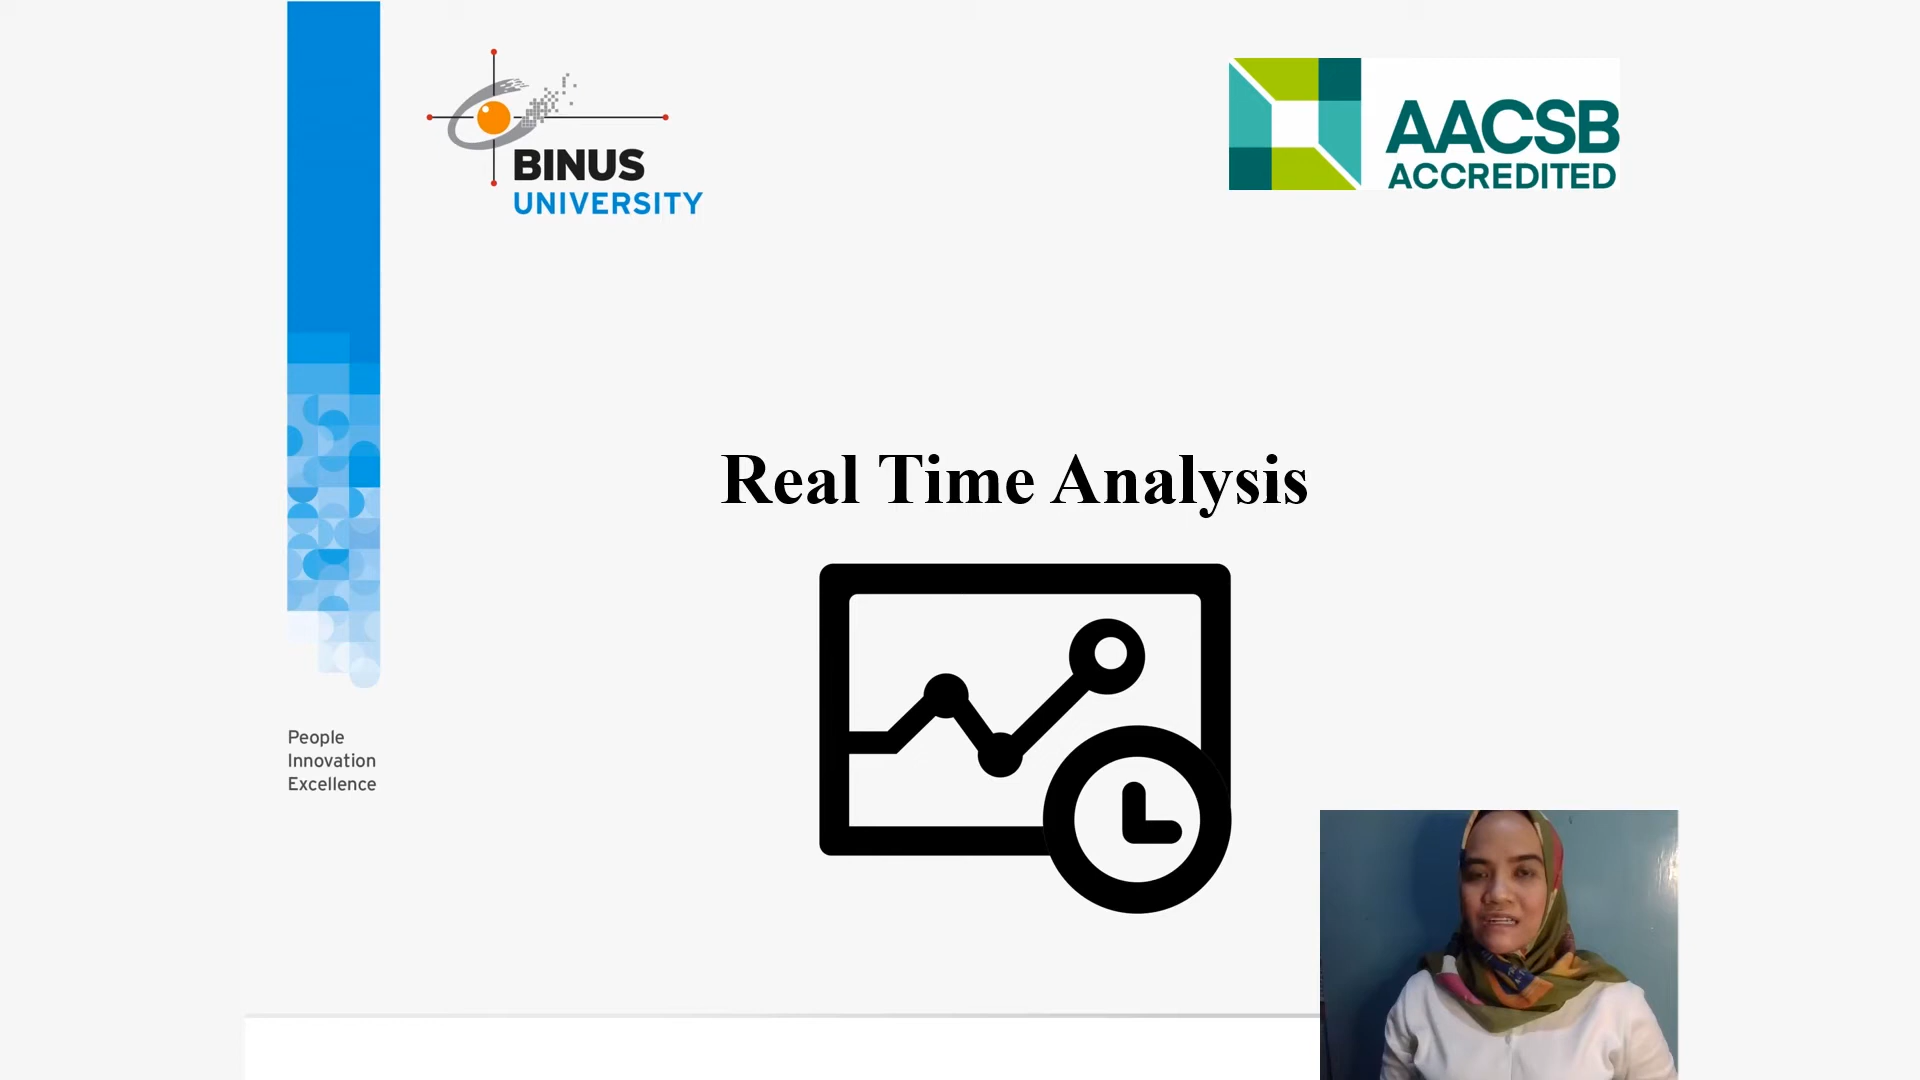 BINUS
UNIVERSITY
AACSB
ACCREDITED
Real Time Analysis
People
Innovation
Excellence